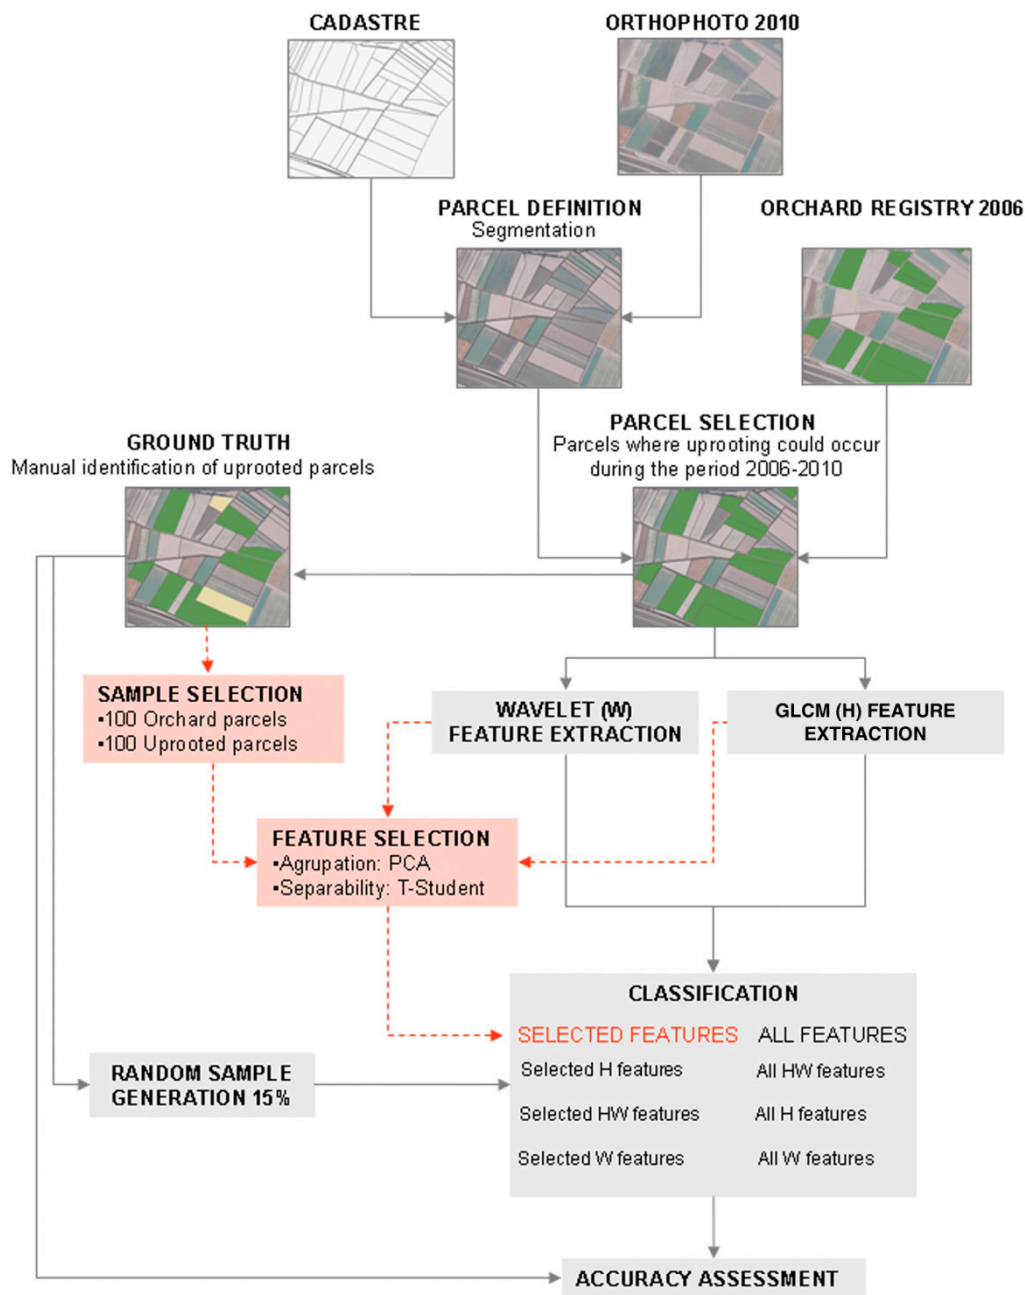 CADASTRE
ORTHOPHOTO 2010
PARCEL DEFINITION
Segmentation
ORCHARD REGISTRY 2006
PARCEL SELECTION
Parcels where uprooting could occur
during the period 2006-2010
GROUND TRUTH
Manual identification of uprooted parcels
SAMPLE SELECTION
▪100 Orchard parcels
▪100 Uprooted parcels
WAVELET (W)
FEATURE EXTRACTION
GLCM (H) FEATURE
EXTRACTION
FEATURE SELECTION
▪Agrupation: PCA
▪Separability: T-Student
CLASSIFICATION
SELECTED FEATURES
ALL FEATURES
Selected H features
All HW features
Selected HW features
All H features
Selected W features
All W features
RANDOM SAMPLE
GENERATION 15%
ACCURACY ASSESSMENT